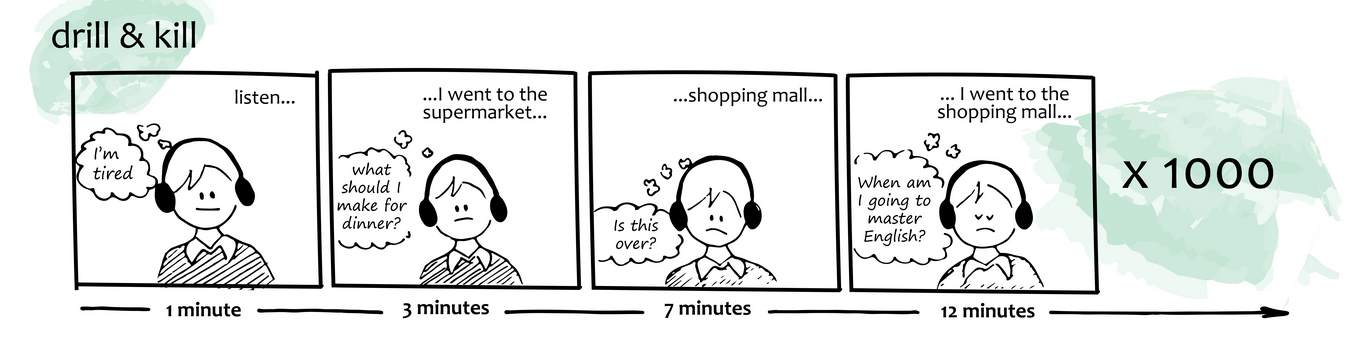 drill & kill
listen...
I'm
tired
...I went to the
supermarket...
what
should I
make for
dinner?
...shopping mall...
Is this
over?
... I went to the
shopping mall...
When am
I going to
master
English?
x 1000
1 minute
3 minutes
7 minutes
12 minutes